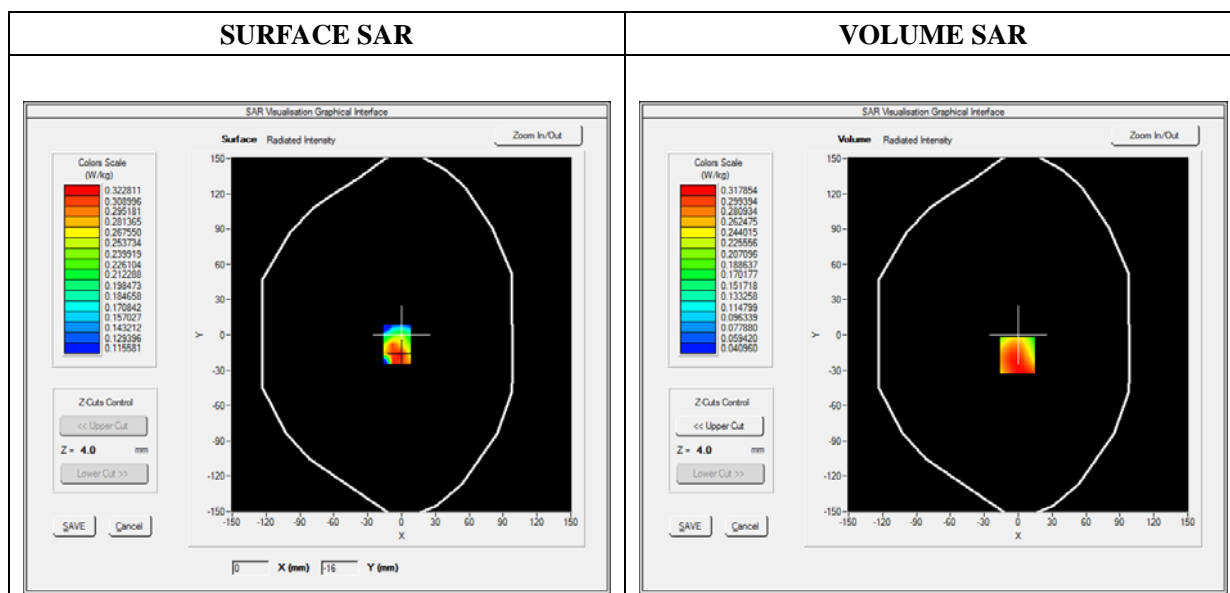 SURFACE SAR
VOLUME SAR
SAR Visualisation Graphical Interface
Surface Radiated Intensity
Zoom In/Out
Colors Scale
(W/kg)
0.322811
0.308996
0.295181
0.281365
0.267550
0.253734
0.239919
0.226104
0.212288
0.198473
0.184658
0.170842
0.157027
0.143212
0.129396
0.115581
Z-Cuts Control
<< Upper Cut
Z = 4.0 mm
Lower Cut >>
SAVE Cancel
150
120
90
60
30
0
-30
-60
-90
-120
-150
Y
-150 -120 -90 -60 -30 0 30 60 90 120 150
X
0 X (mm) -16 Y (mm)
SAR Visualisation Graphical Interface
Volume Radiated Intensity
Zoom In/Out
Colors Scale
(W/kg)
0.317854
0.299394
0.280934
0.262475
0.244015
0.225556
0.207096
0.188637
0.170177
0.151718
0.133258
0.114799
0.096339
0.077880
0.059420
0.040960
Z-Cuts Control
<< Upper Cut
Z = 4.0 mm
Lower Cut >>
SAVE Cancel
150
120
90
60
30
0
-30
-60
-90
-120
-150
Y
-150 -120 -90 -60 -30 0 30 60 90 120 150
X